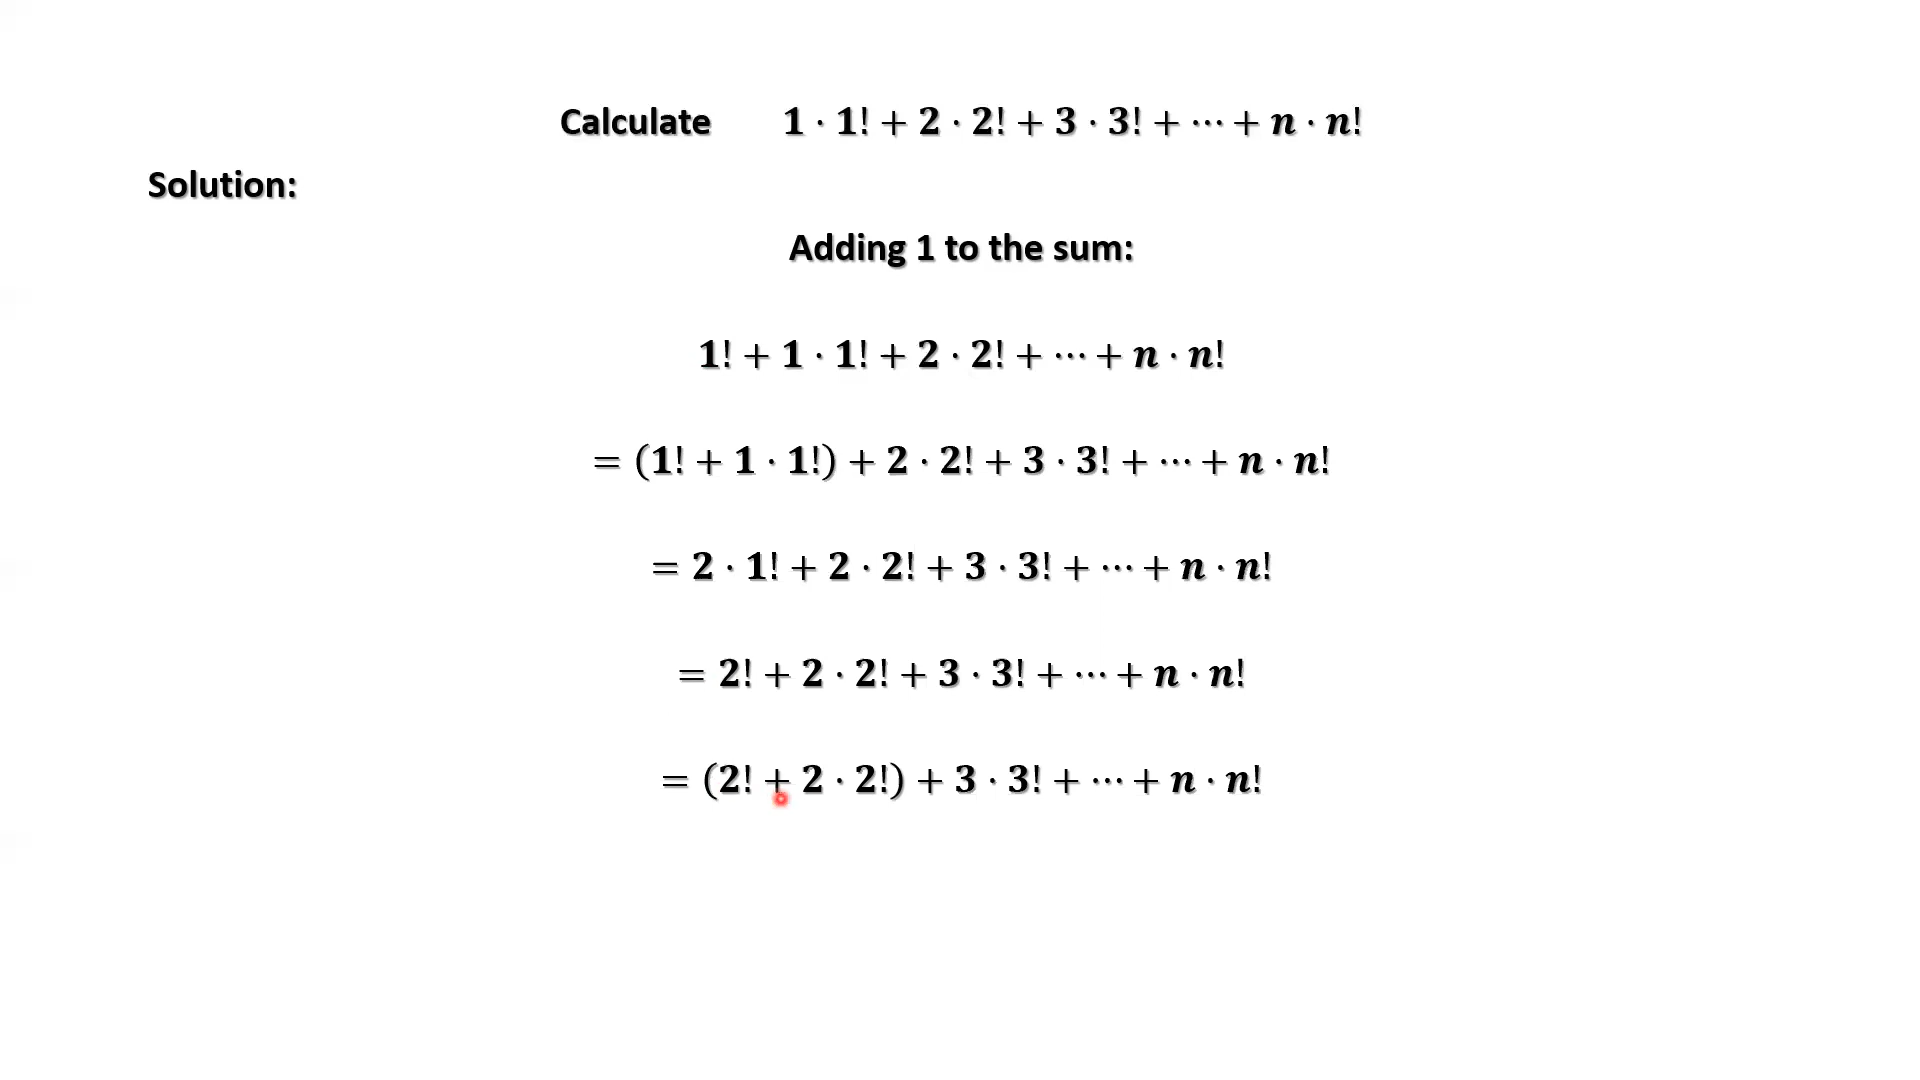 Calculate 1 · 1! + 2 · 2! + 3 · 3! + ⋯ + n · n!
Solution:
Adding 1 to the sum:
1! + 1 · 1! + 2 · 2! + ⋯ + n · n!
= (1! + 1 · 1!) + 2 · 2! + 3 · 3! + ⋯ + n · n!
= 2 · 1! + 2 · 2! + 3 · 3! + ⋯ + n · n!
= 2! + 2 · 2! + 3 · 3! + ⋯ + n · n!
= (2! + 2 · 2!) + 3 · 3! + ⋯ + n · n!